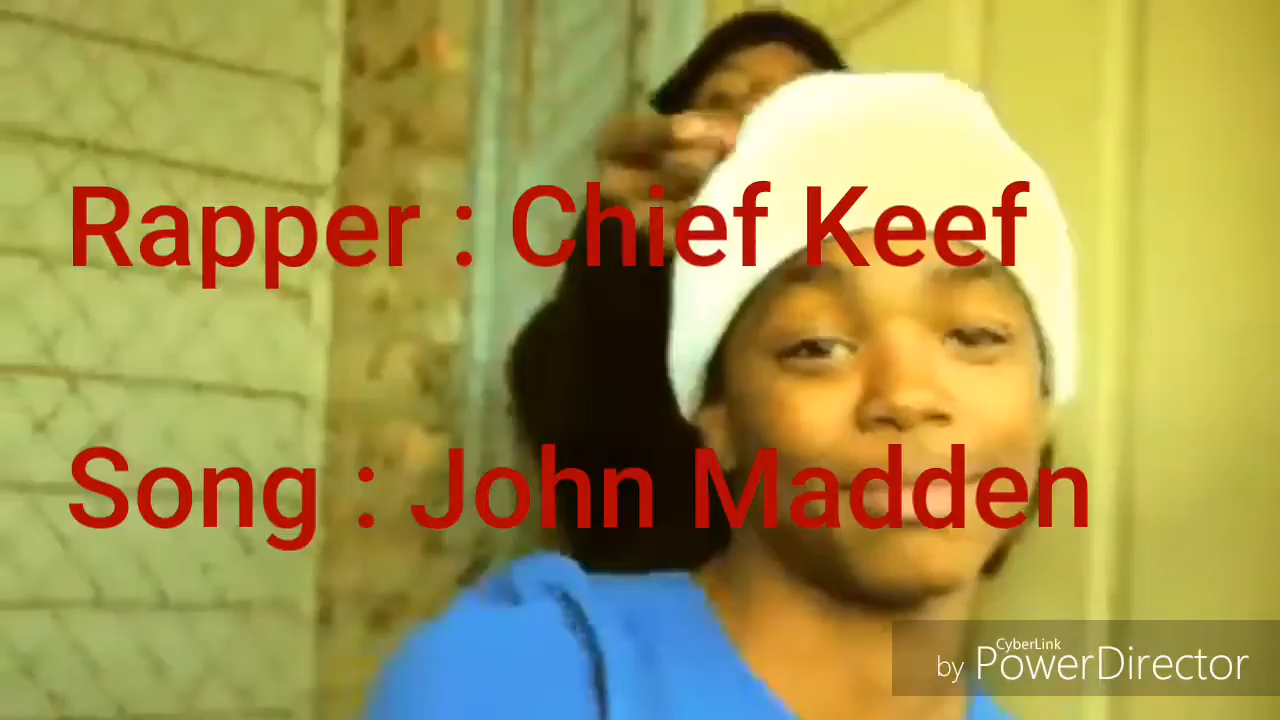 Rapper : Chief Keef
Song : John Madden
CyberLink
by PowerDirector